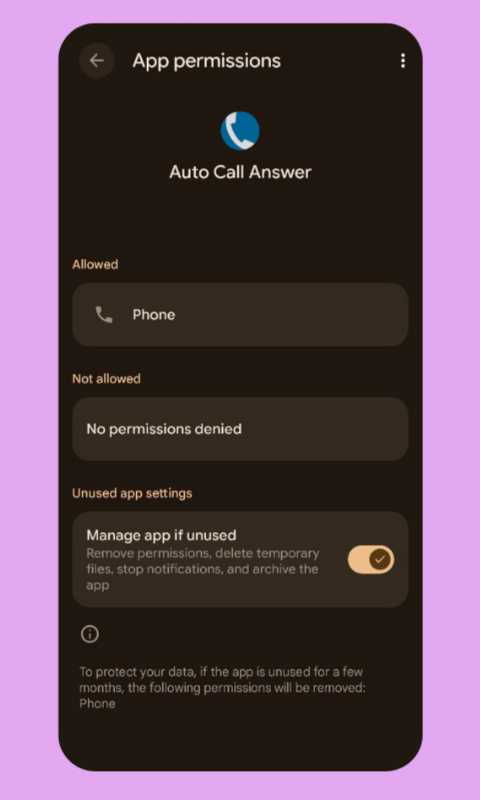 App permissions
Auto Call Answer
Allowed
Phone
Not allowed
No permissions denied
Unused app settings
Manage app if unused
Remove permissions, delete temporary
files, stop notifications, and archive the
app
To protect your data, if the app is unused for a few
months, the following permissions will be removed:
Phone